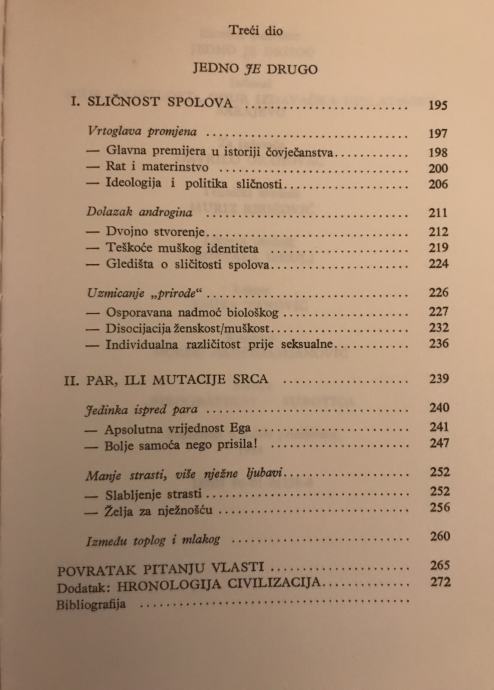 Treći dio
JEDNO JE DRUGO
I. SLIČNOST SPOLOVA .................... 195
Vrtoglava promjena .................... 197
— Glavna premijera u istoriji čovječanstva.......... 198
— Rat i materinstvo .................... 200
— Ideologija i politika sličnosti.................. 206
Dolazak androgina .................... 211
— Dvojno stvorenje.................... 212
— Teškoće muškog identiteta .................... 219
— Gledišta o sličitosti spolova.................... 224
Uzmicanje „prirode“ .................... 226
— Osporavana nadmoć biološkog .................... 227
— Disocijacija ženskost/muškost.................... 232
— Individualna različitost prije seksualne.......... 236
II. PAR, ILI MUTACIJE SRCA .................... 239
Jedinka ispred para .................... 240
— Apsolutna vrijednost Ega .................... 241
— Bolje samoća nego prisila! .................... 247
Manje strasti, više nježne ljubavi.................. 252
— Slabljenje strasti .................... 252
— Želja za nježnošću .................... 256
Između toplog i mlakog .................... 260
POVRATAK PITANJU VLASTI .................... 265
Dodatak: HRONOLOGIJA CIVILIZACIJA............ 272
Bibliografija ....................